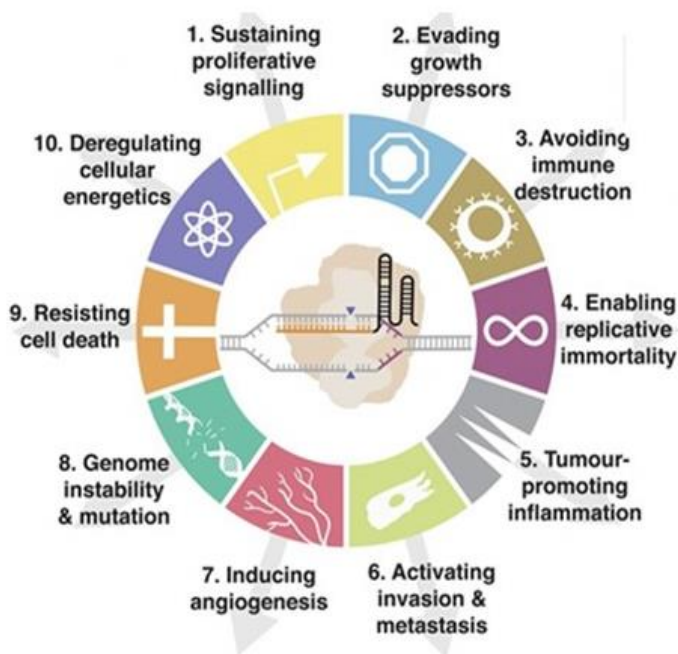 1. Sustaining
proliferative
signalling
2. Evading
growth
suppressors
3. Avoiding
immune
destruction
4. Enabling
replicative
immortality
5. Tumour-
promoting
inflammation
6. Activating
invasion &
metastasis
7. Inducing
angiogenesis
8. Genome
instability
& mutation
9. Resisting
cell death
10. Deregulating
cellular
energetics